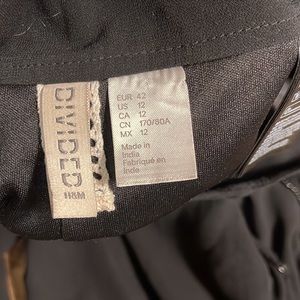 DIVIDED
H&M
EUR 42
US 12
CA 12
CN 170/80A
MX 12
Made in
India
Fabriqué en
Inde